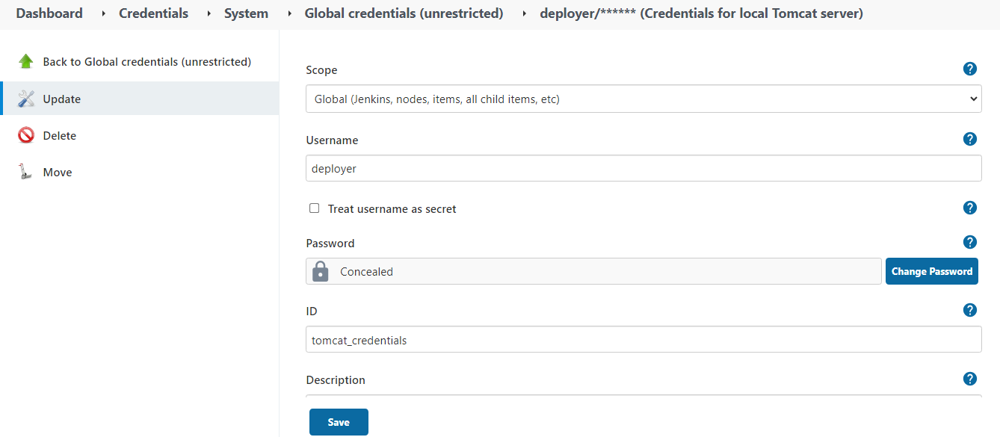 Dashboard Credentials System Global credentials (unrestricted) deployer/****** (Credentials for local Tomcat server)
Back to Global credentials (unrestricted)
Update
Delete
Move
Scope ?
Global (Jenkins, nodes, items, all child items, etc)
Username ?
deployer
Treat username as secret ?
Password ?
Concealed Change Password
ID ?
tomcat_credentials
Description ?
Save